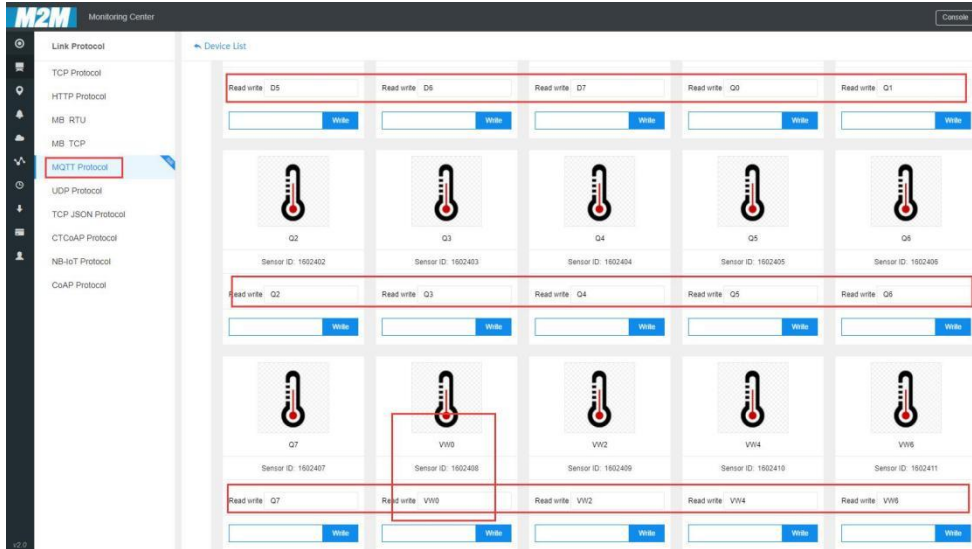 M2M Monitoring Center Console
Link Protocol
Device List
TCP Protocol
HTTP Protocol
MB RTU
MB TCP
MQTT Protocol
UDP Protocol
TCP JSON Protocol
CTCoAP Protocol
NB-IoT Protocol
CoAP Protocol
Read write D5 Read write D6 Read write D7 Read write Q0 Read write Q1
Write Write Write Write Write
Q2 Q3 Q4 Q5 Q6
Sensor ID: 1602402 Sensor ID: 1602403 Sensor ID: 1602404 Sensor ID: 1602405 Sensor ID: 1602406
Read write Q2 Read write Q3 Read write Q4 Read write Q5 Read write Q6
Write Write Write Write Write
Q7 VW0 VW2 VW4 VW6
Sensor ID: 1602407 Sensor ID: 1602408 Sensor ID: 1602409 Sensor ID: 1602410 Sensor ID: 1602411
Read write Q7 Read write VW0 Read write VW2 Read write VW4 Read write VW6
Write Write Write Write Write
v2.0